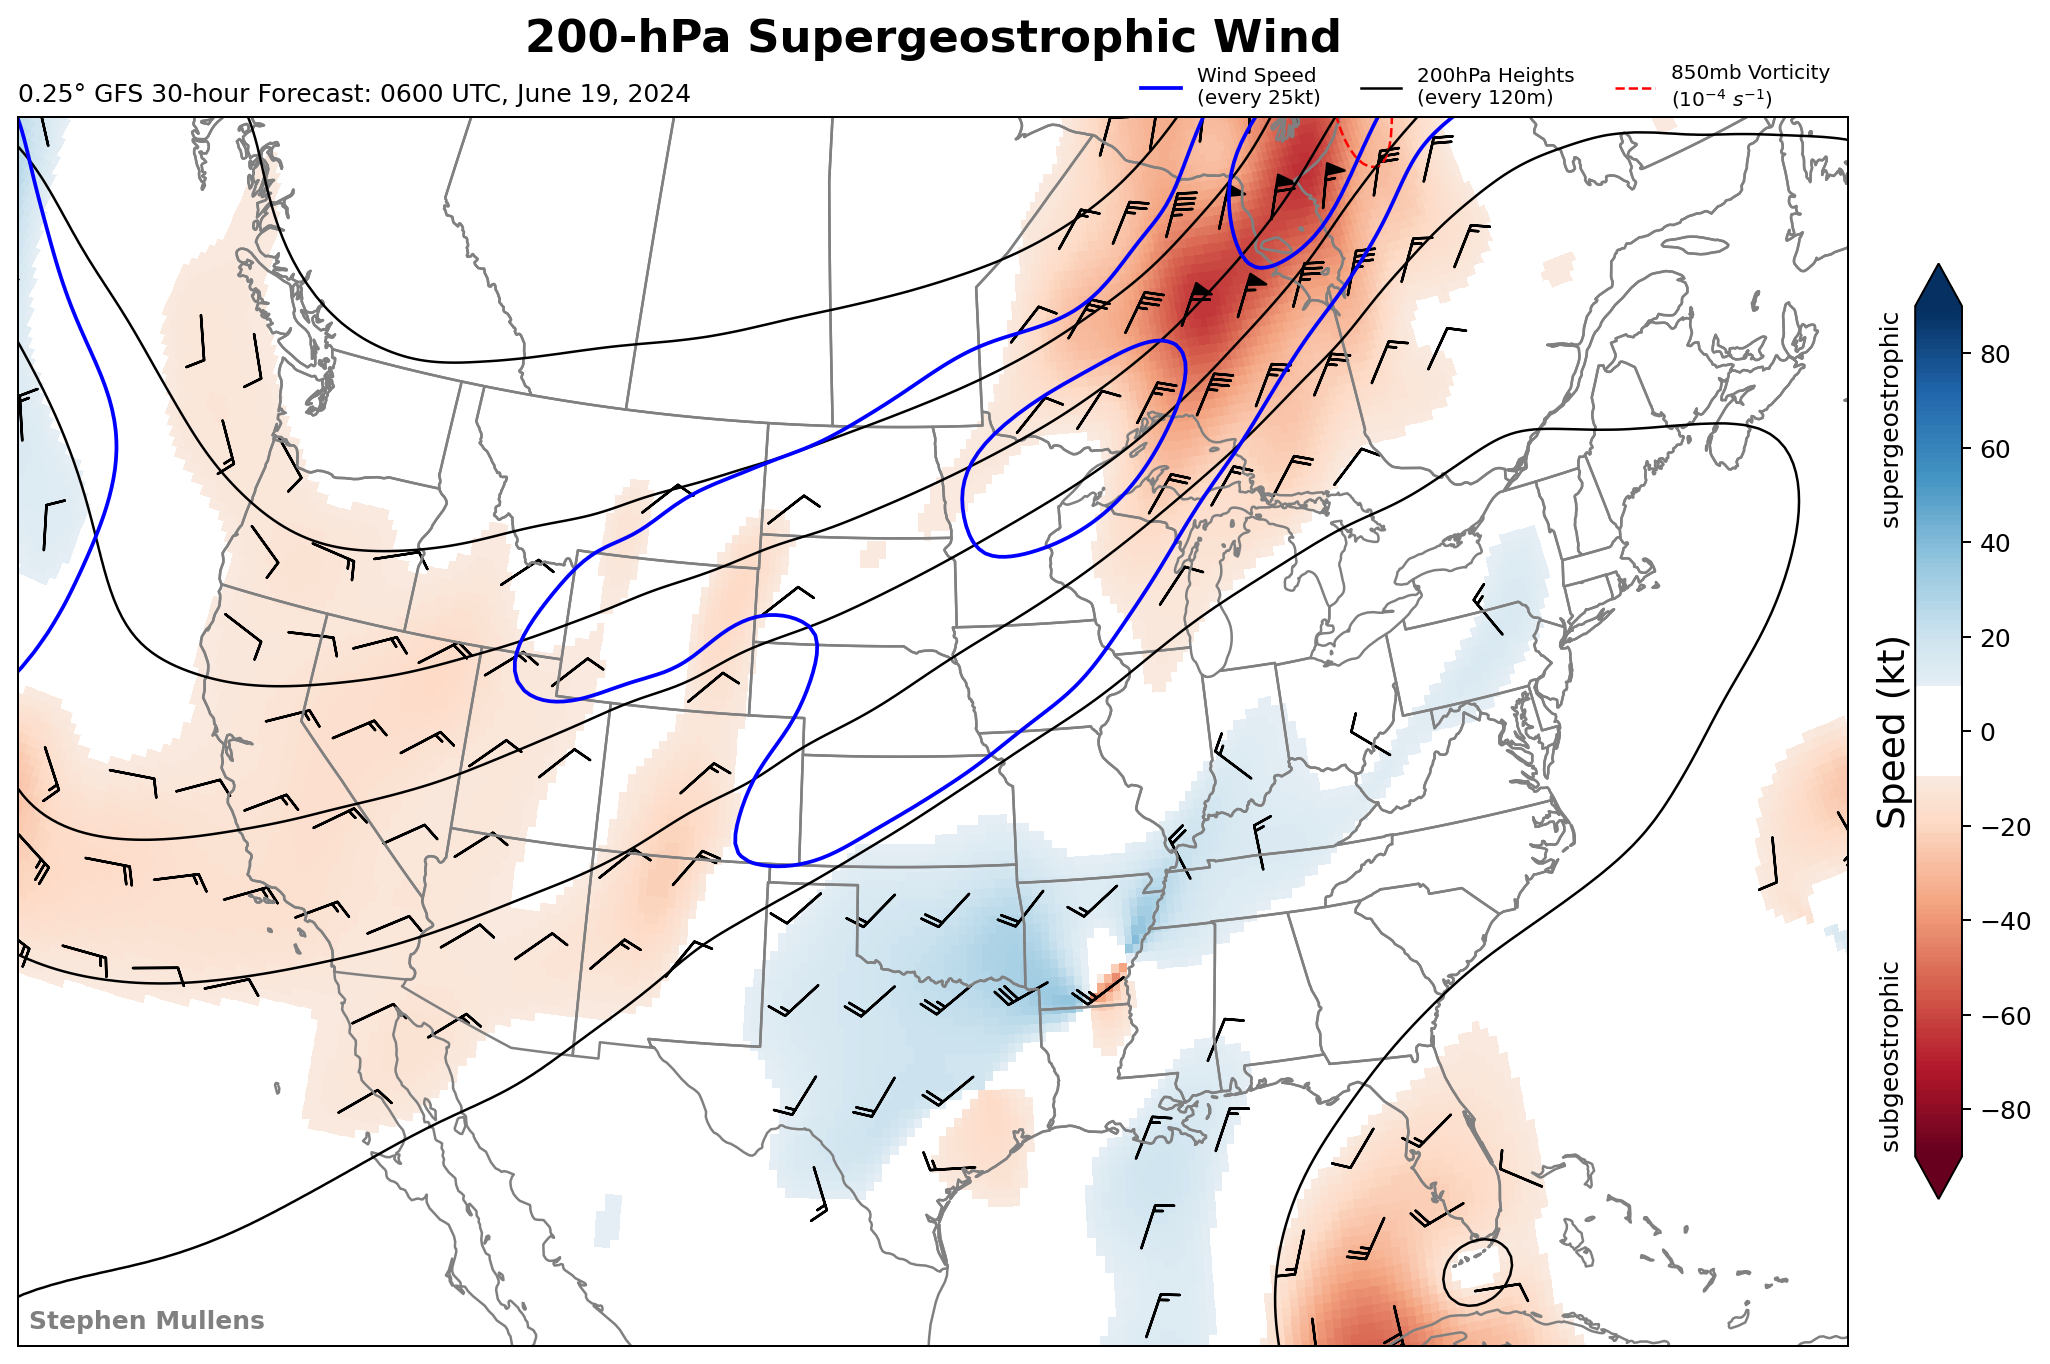 200-hPa Supergeostrophic Wind
0.25° GFS 30-hour Forecast: 0600 UTC, June 19, 2024
Wind Speed
(every 25kt)
200hPa Heights
(every 120m)
850mb Vorticity
(10⁻⁴ s⁻¹)
supergeostrophic
Speed (kt)
subgeostrophic
80
60
40
20
0
−20
−40
−60
−80
Stephen Mullens